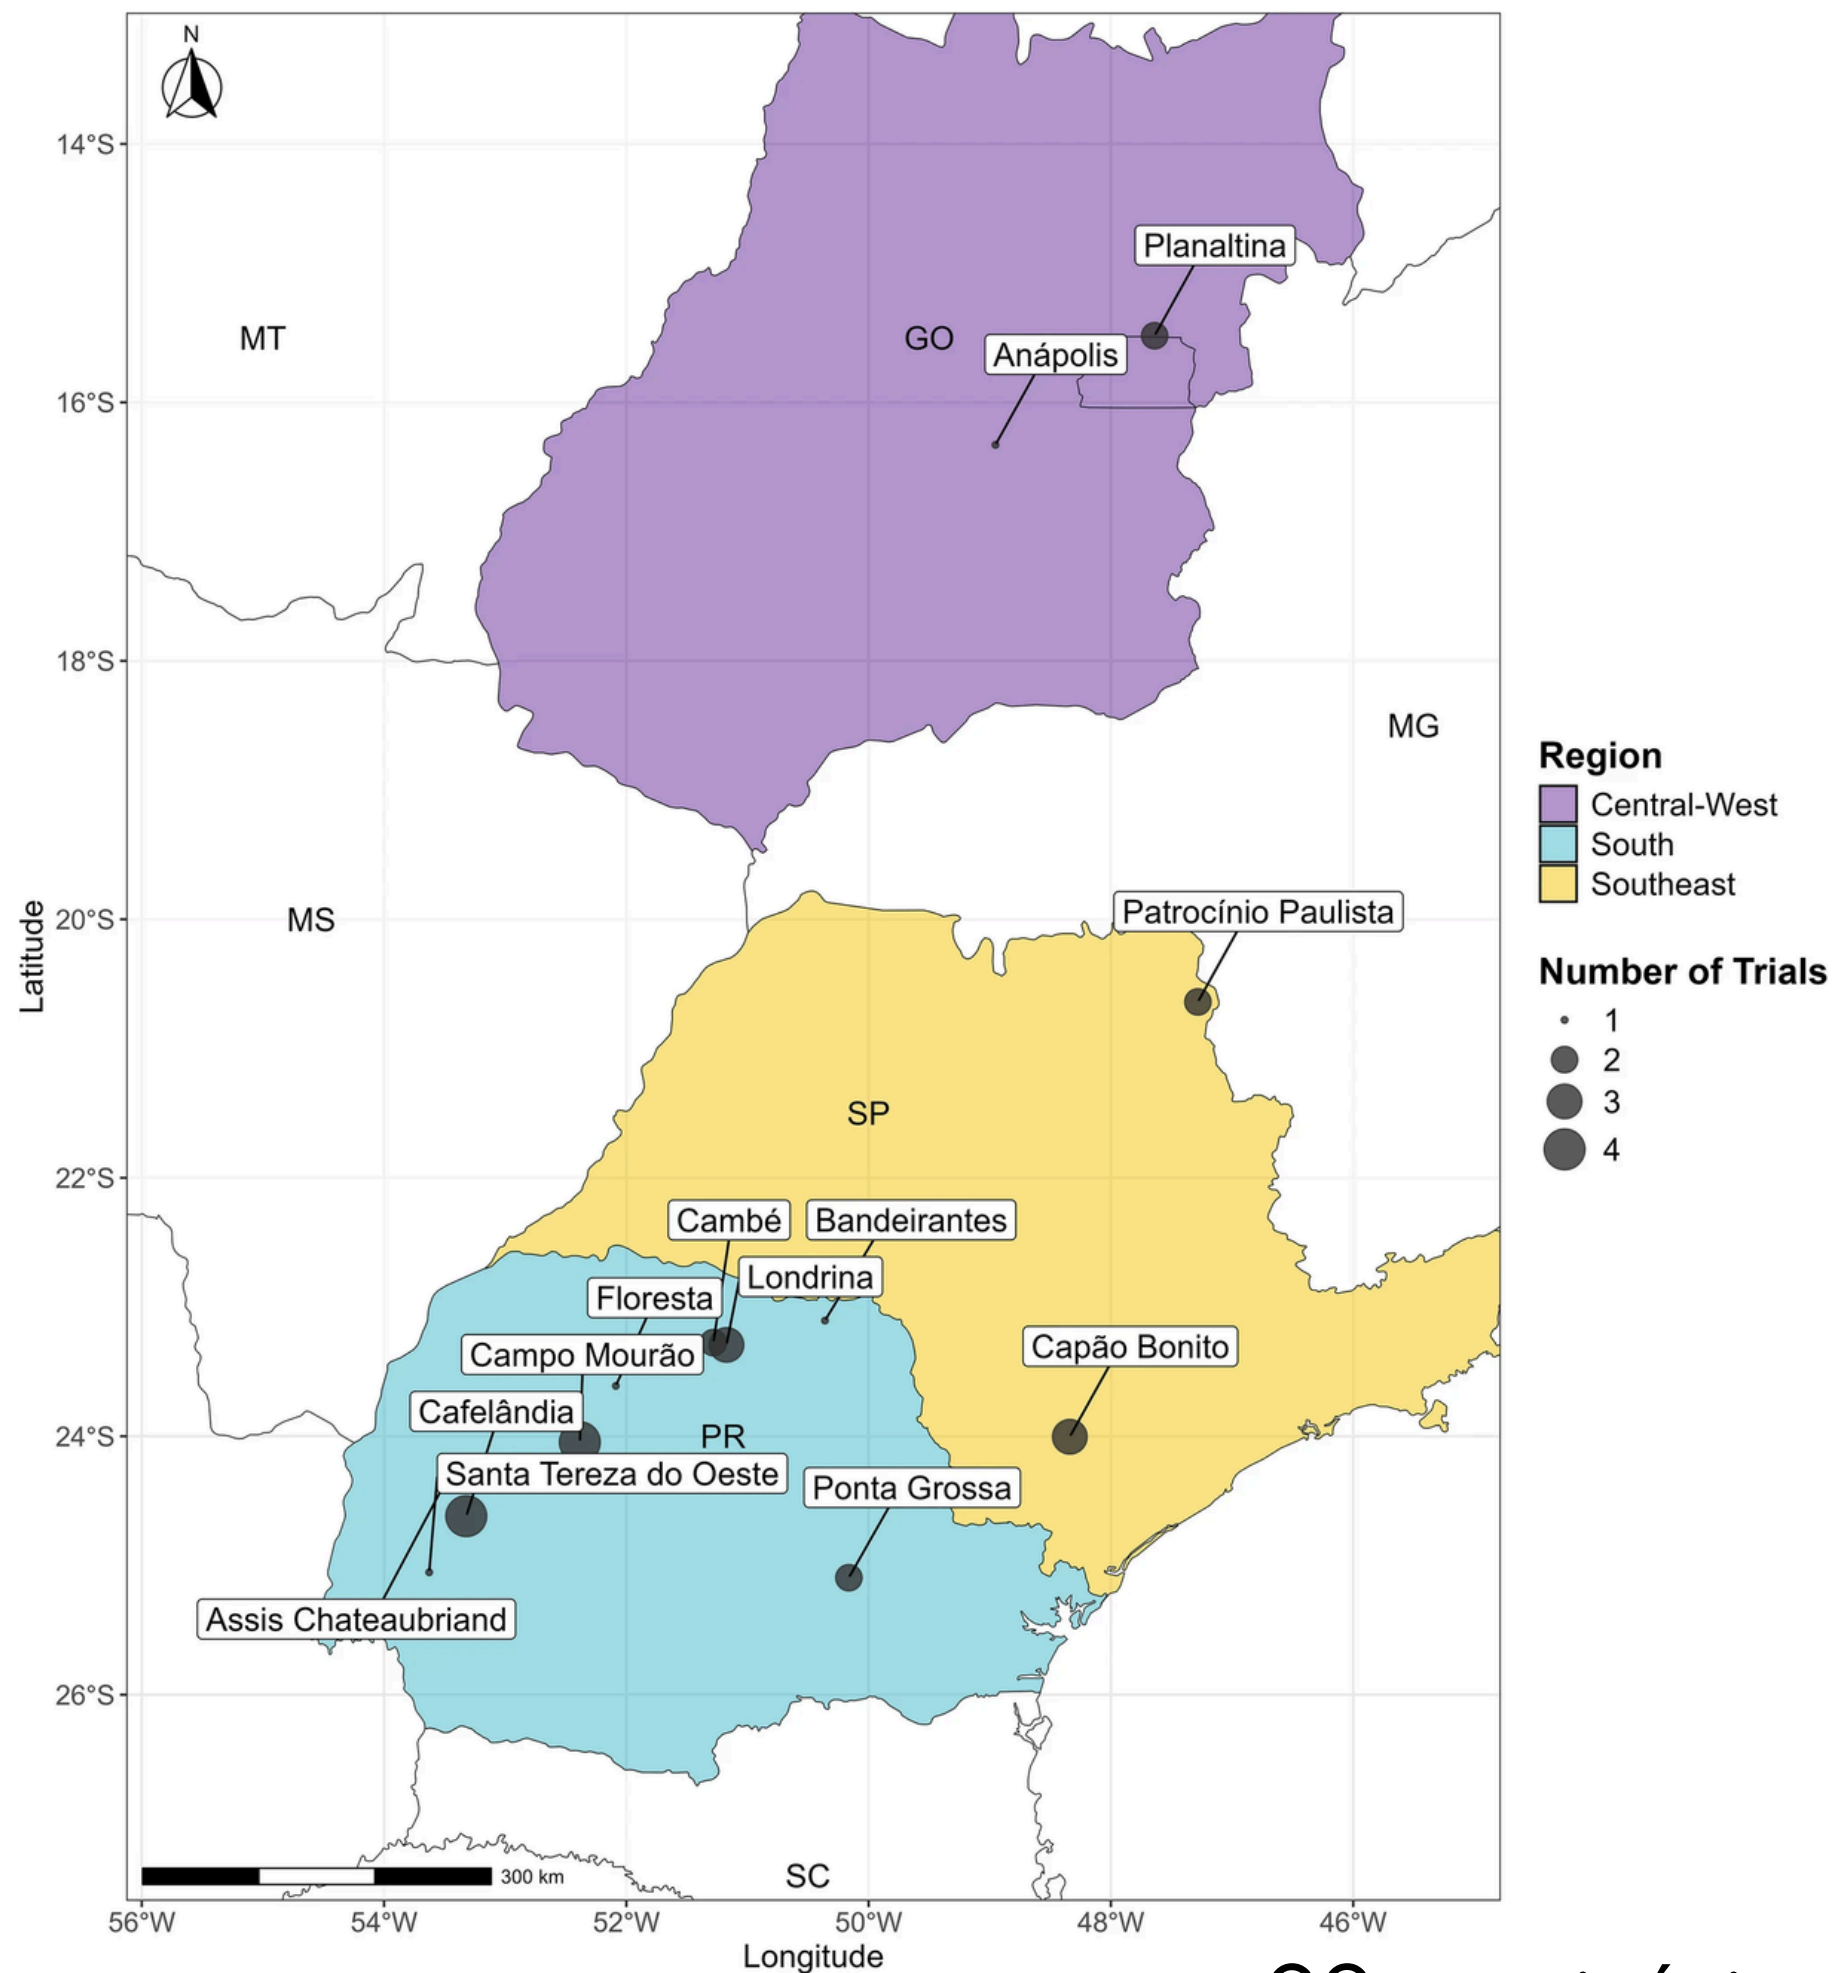 N
14°S
Planaltina
MT
GO
Anápolis
16°S
18°S
MG
Region
Central-West
South
Southeast
Latitude
MS
20°S
Patrocínio Paulista
Number of Trials
1
2
3
4
SP
22°S
Cambé
Bandeirantes
Londrina
Floresta
Campo Mourão
Capão Bonito
Cafelândia
24°S
PR
Santa Tereza do Oeste
Ponta Grossa
Assis Chateaubriand
26°S
300 km
SC
56°W 54°W 52°W 50°W 48°W 46°W
Longitude